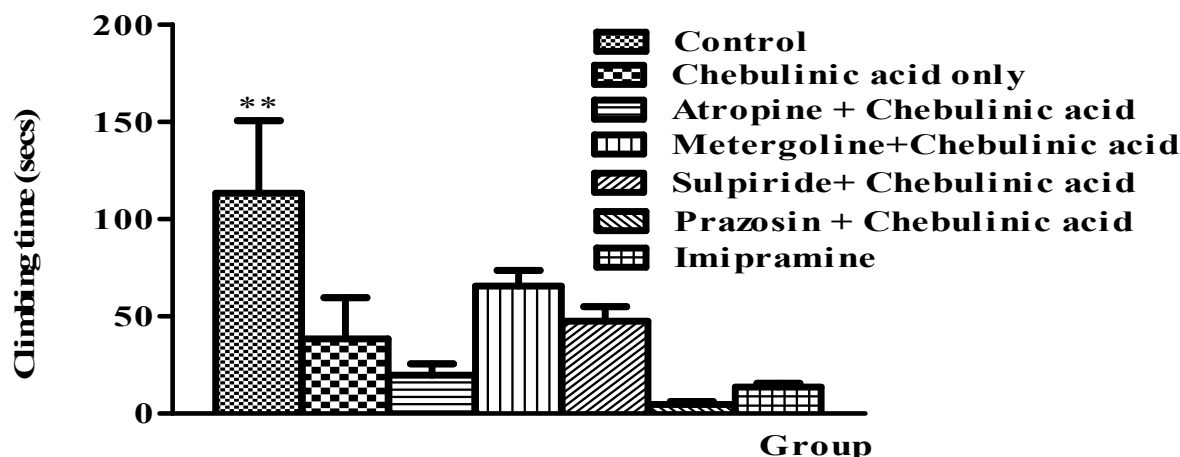 200
150
100
50
0
Climbing time (secs)
**
Control
Chebulinic acid only
Atropine + Chebulinic acid
Metergoline+Chebulinic acid
Sulpiride+ Chebulinic acid
Prazosin + Chebulinic acid
Imipramine
Group